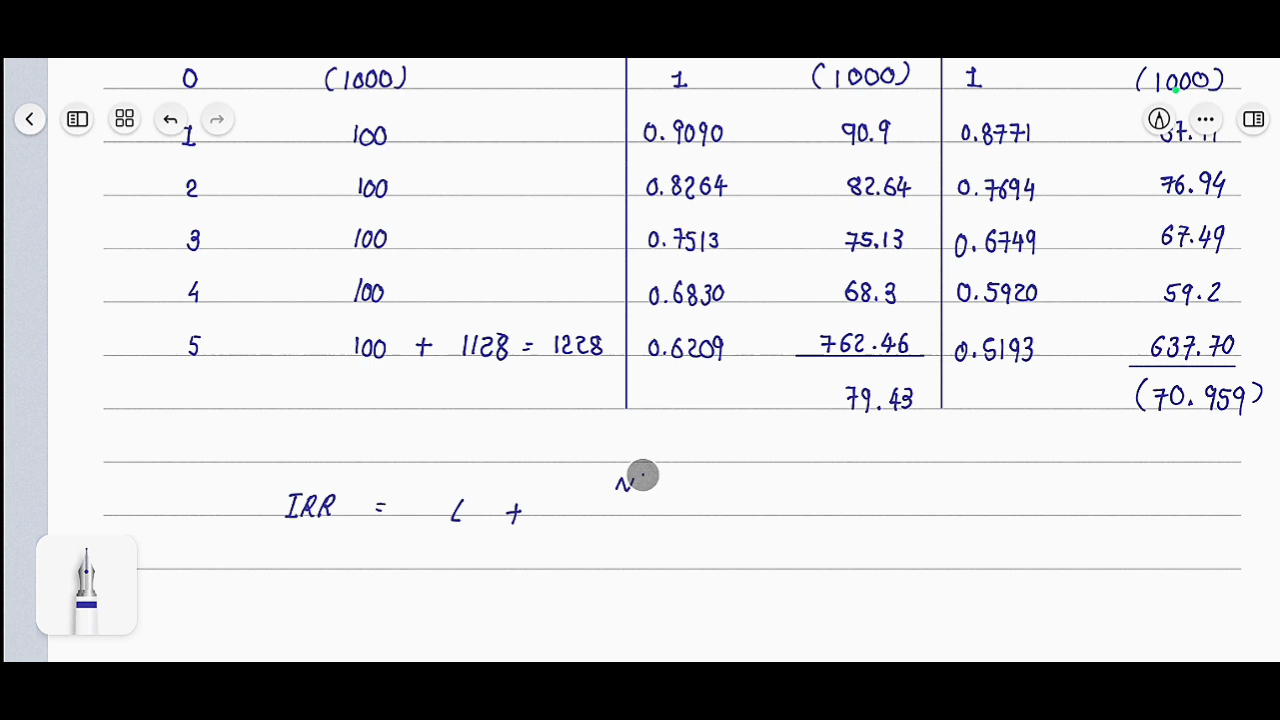 0 (1000) 1 (1000) 1 (1000)
1 100 0.9090 90.9 0.8771
2 100 0.8264 82.64 0.7694 76.94
3 100 0.7513 75.13 0.6749 67.49
4 100 0.6830 68.3 0.5920 59.2
5 100 + 1128 = 1228 0.6209 762.46 0.5193 637.70
79.43 (70.959)
IRR = L + N